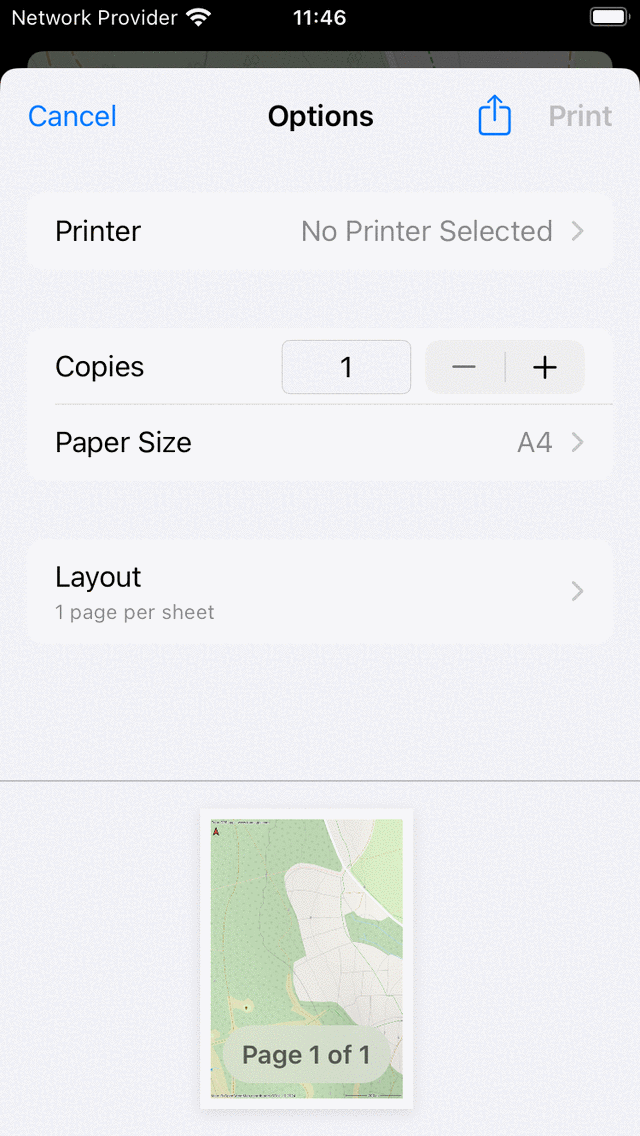 Network Provider 11:46
Cancel Options Print
Printer No Printer Selected
Copies 1 − +
Paper Size A4
Layout
1 page per sheet
Page 1 of 1